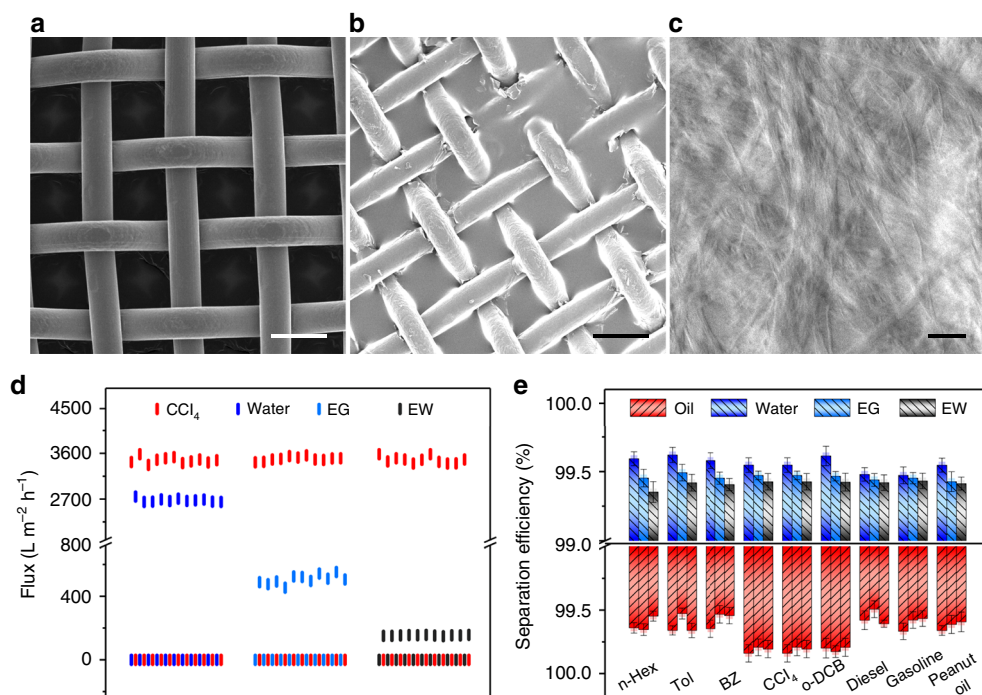 a b c
d
CCl₄ Water EG EW
4500
3600
2700
800
400
0
Flux (L m⁻² h⁻¹)
e
100.0
Oil Water EG EW
99.5
99.0
99.5
100.0
Separation efficiency (%)
n-Hex Tol BZ CCl₄ o-DCB Diesel Gasoline Peanut oil